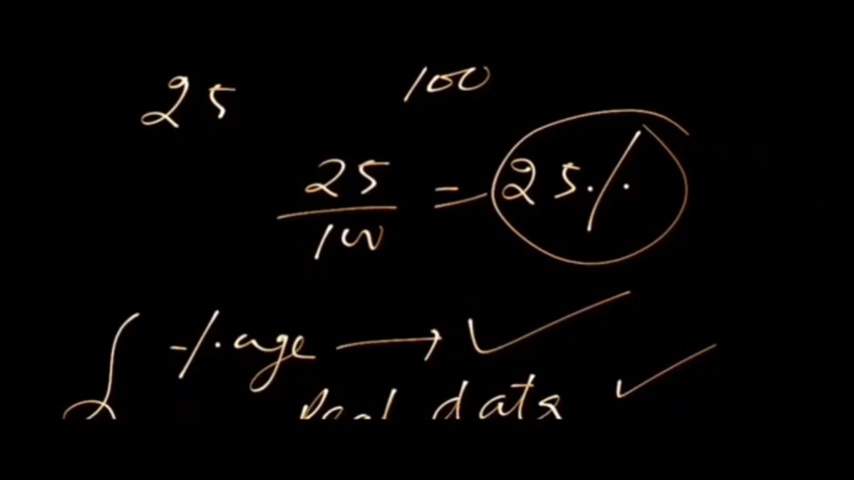 25 100
25/100 = 25%
%age →
Real data